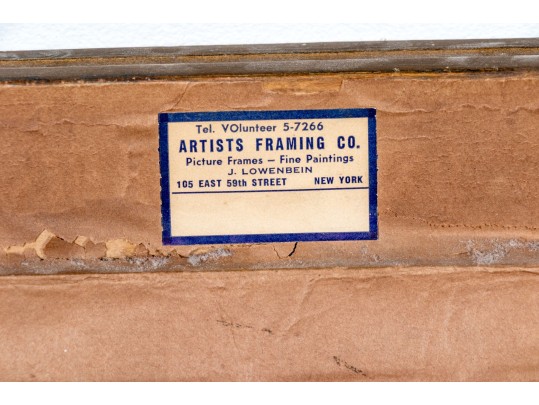 Tel. VOlunteer 5-7266
ARTISTS FRAMING CO.
Picture Frames – Fine Paintings
J. LOWENBEIN
105 EAST 59th STREET NEW YORK